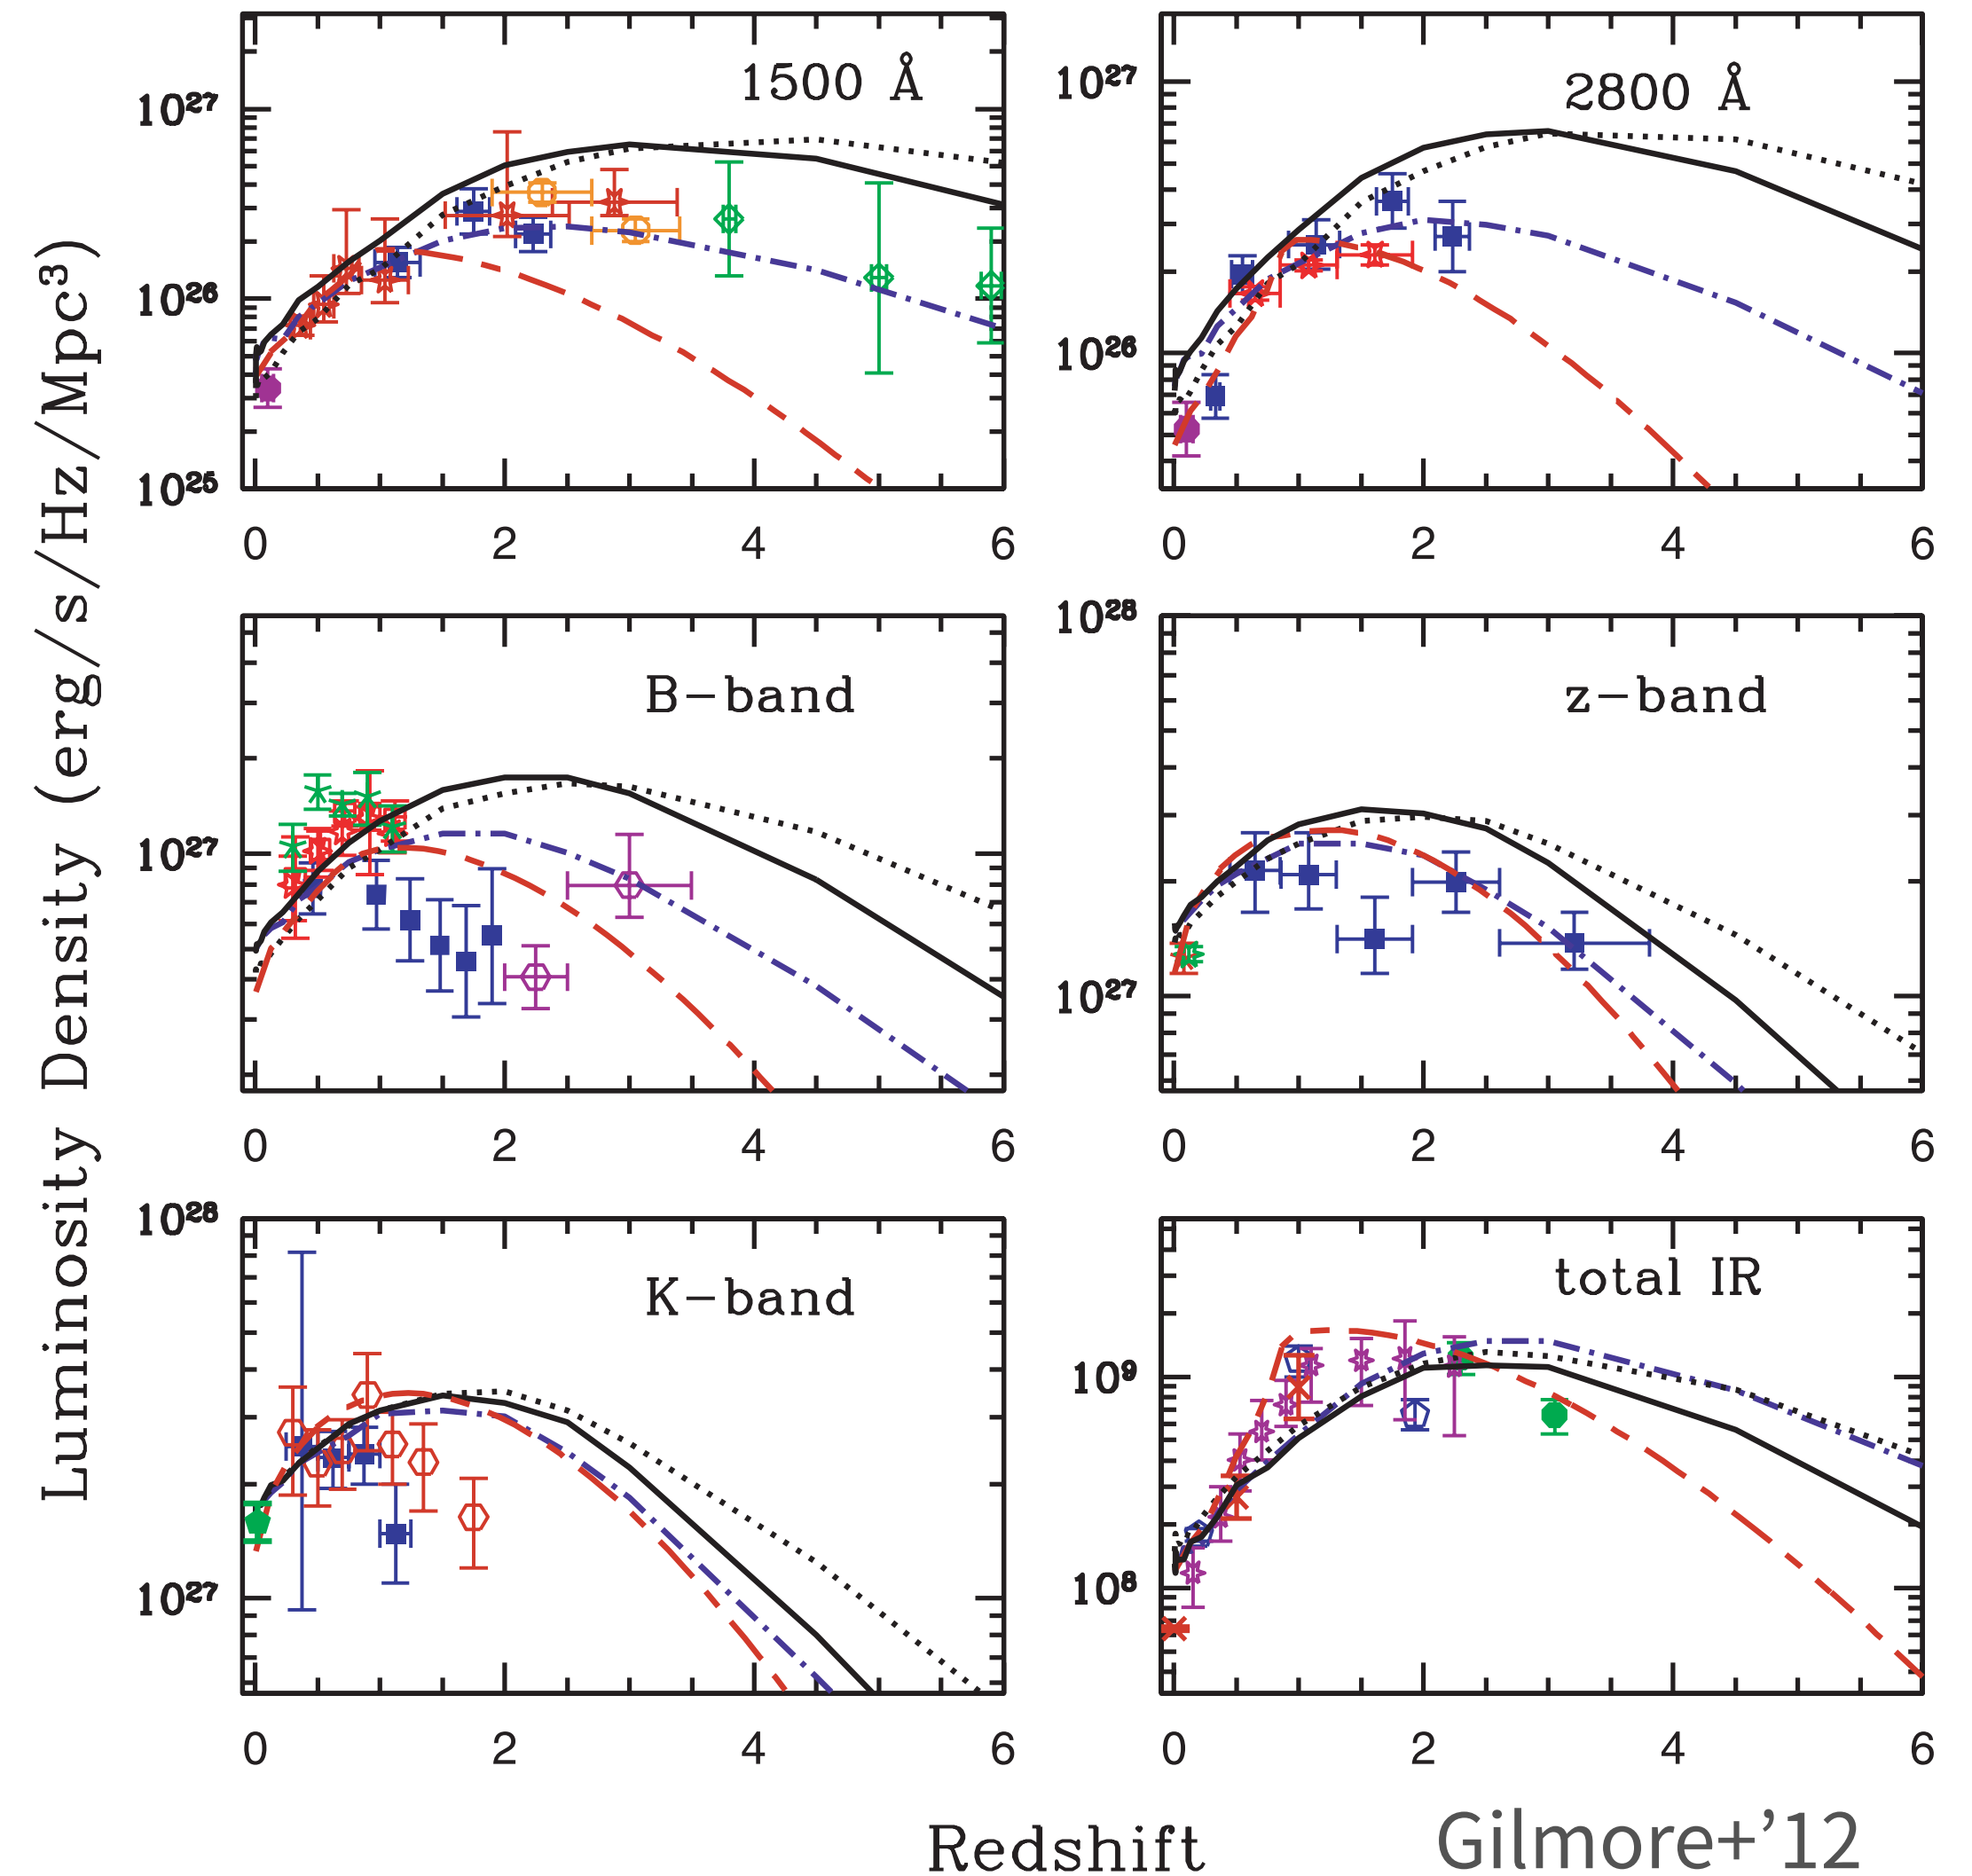 Luminosity Density (erg/s/Hz/Mpc³)
1500 Å
10²⁷
10²⁶
10²⁵
0 2 4 6
2800 Å
10²⁷
10²⁶
0 2 4 6
B-band
10²⁷
0 2 4 6
z-band
10²⁸
10²⁷
0 2 4 6
K-band
10²⁸
10²⁷
0 2 4 6
total IR
10⁹
10⁸
0 2 4 6
Redshift
Gilmore+’12